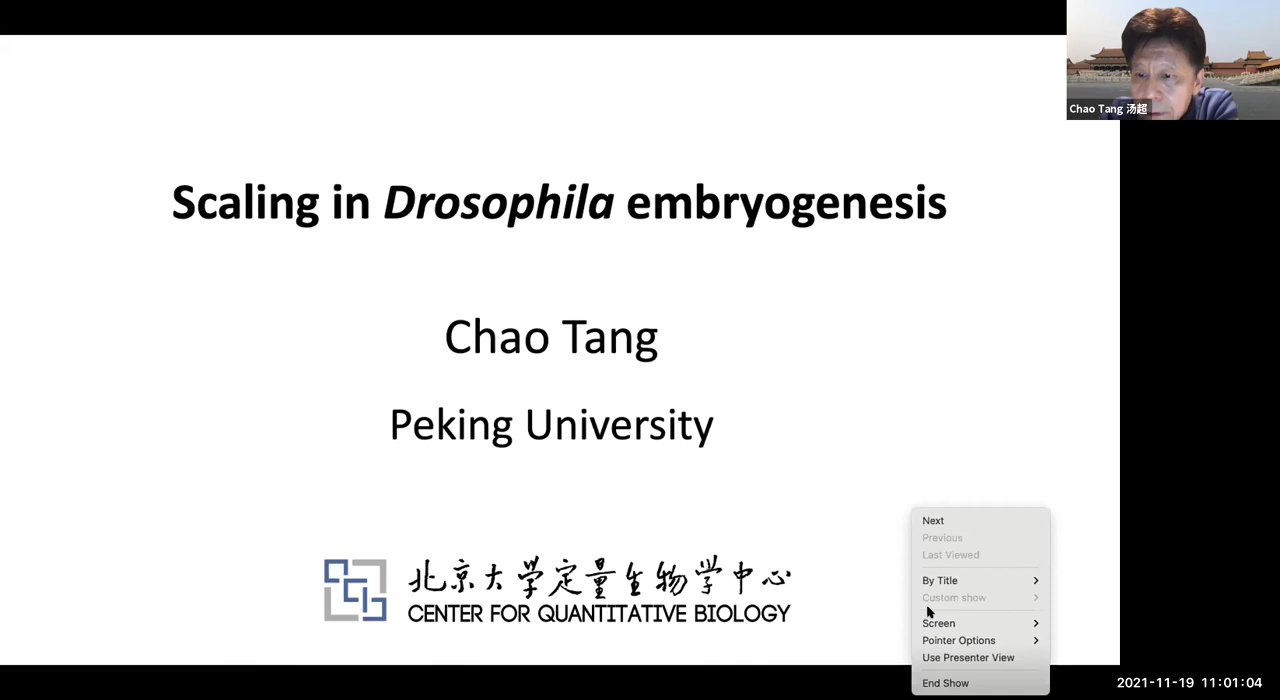 Chao Tang 汤超
Scaling in Drosophila embryogenesis
Chao Tang
Peking University
北京大学定量生物学中心
CENTER FOR QUANTITATIVE BIOLOGY
Next
Previous
Last Viewed
By Title
Custom show
Screen
Pointer Options
Use Presenter View
End Show
2021-11-19 11:01:04